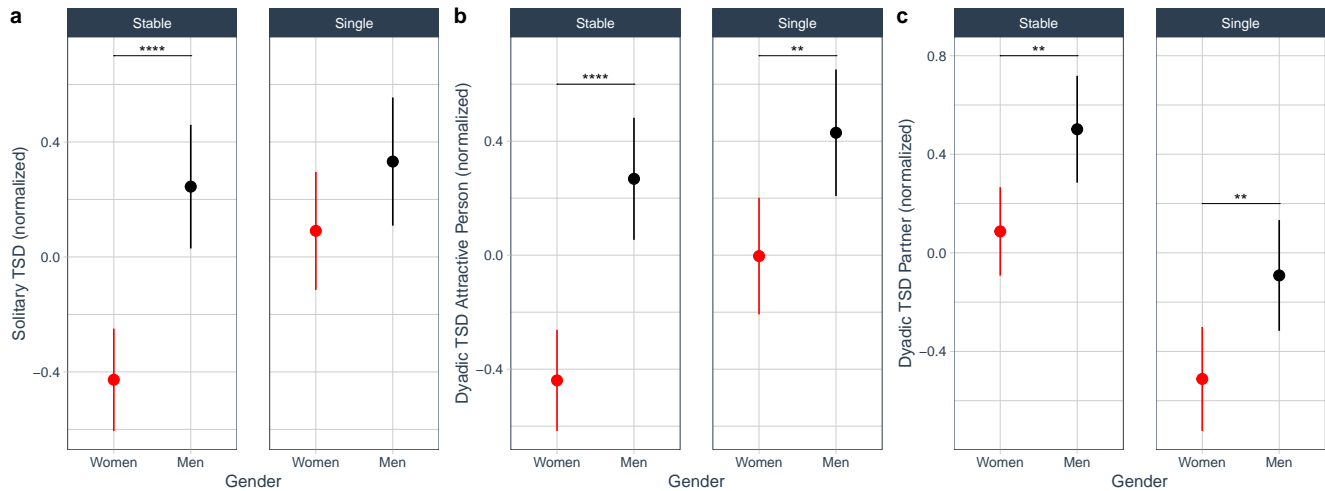 a
Stable
Single
Solitary TSD (normalized)
0.4
0.0
−0.4
****
Women
Men
Women
Men
Gender
b
Stable
Single
Dyadic TSD Attractive Person (normalized)
0.4
0.0
−0.4
****
**
Women
Men
Women
Men
Gender
c
Stable
Single
Dyadic TSD Partner (normalized)
0.8
0.4
0.0
−0.4
**
**
Women
Men
Women
Men
Gender